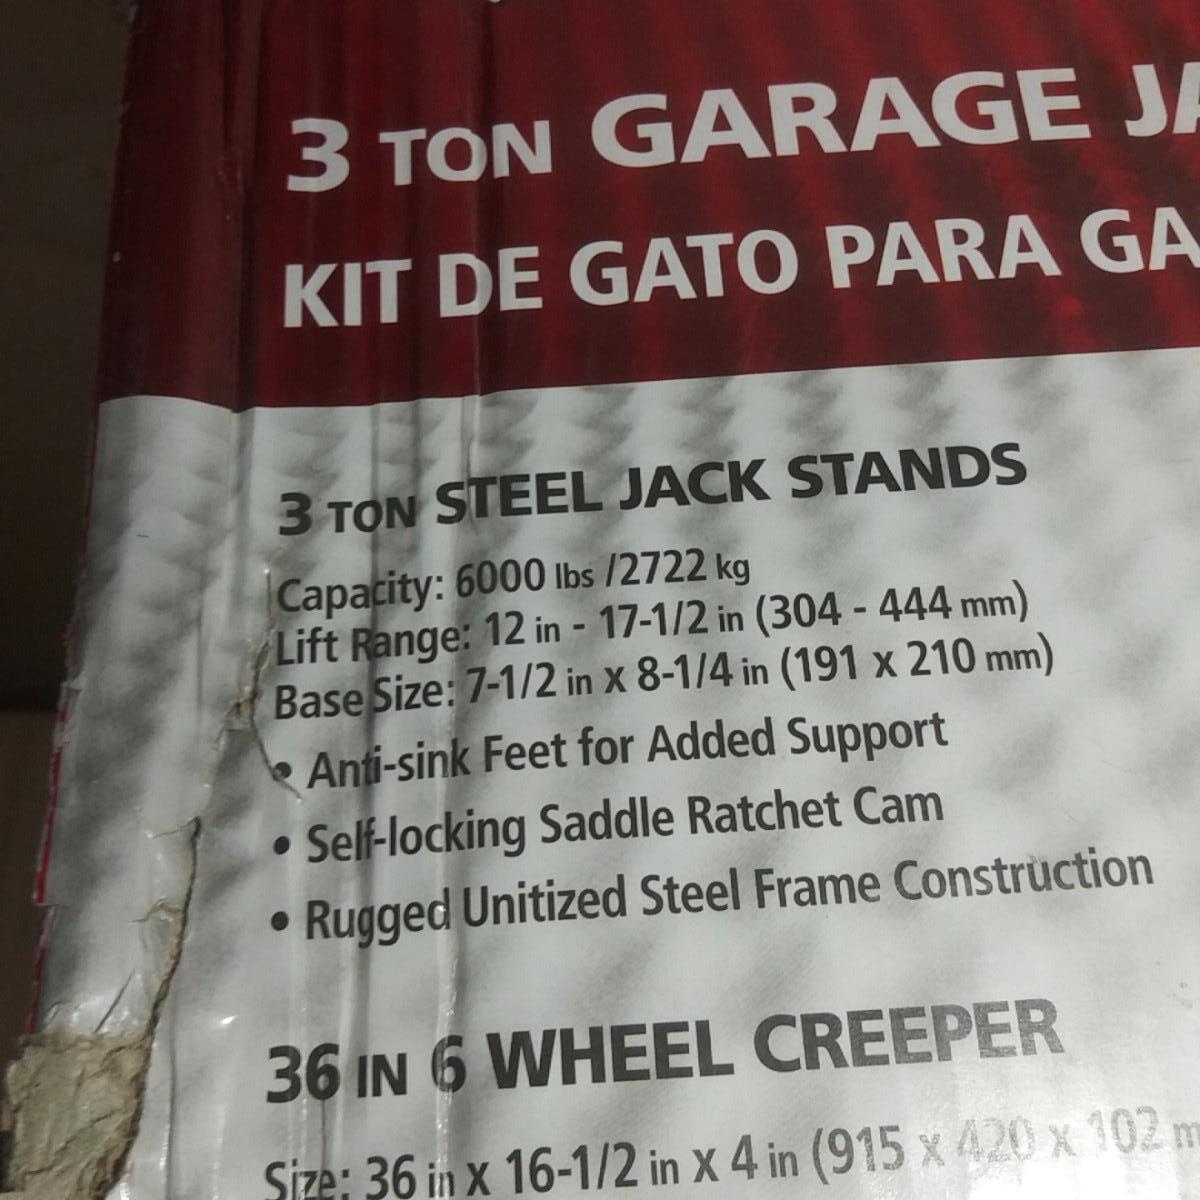 3 TON GARAGE
KIT DE GATO PARA
3 TON STEEL JACK STANDS
Capacity: 6000 lbs /2722 kg
Lift Range: 12 in - 17-1/2 in (304 - 444 mm)
Base Size: 7-1/2 in x 8-1/4 in (191 x 210 mm)
• Anti-sink Feet for Added Support
• Self-locking Saddle Ratchet Cam
• Rugged Unitized Steel Frame Construction
36 IN 6 WHEEL CREEPER
Size: 36 in x 16-1/2 in x 4 in (915 x 420 x 102